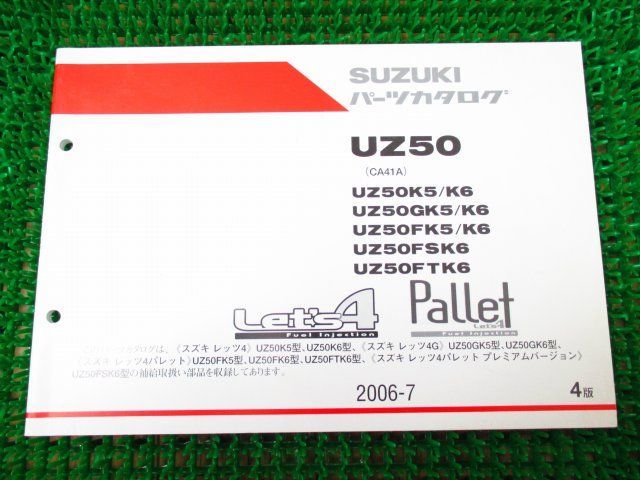 SUZUKI
パーツカタログ
UZ50
(CA41A)
UZ50K5/K6
UZ50GK5/K6
UZ50FK5/K6
UZ50FSK6
UZ50FTK6
Let's4
Fuel Injection
Pallet
Let's4
Fuel Injection
カタログは、《スズキ レッツ4》UZ50K5型、UZ50K6型、《スズキ レッツ4G》UZ50GK5型、UZ50GK6型、
《スズキ レッツ4パレット》UZ50FK5型、UZ50FK6型、UZ50FTK6型、《スズキ レッツ4パレット プレミアムバージョン》
UZ50FSK6型の補給取扱い部品を収録してあります。
2006-7
4版